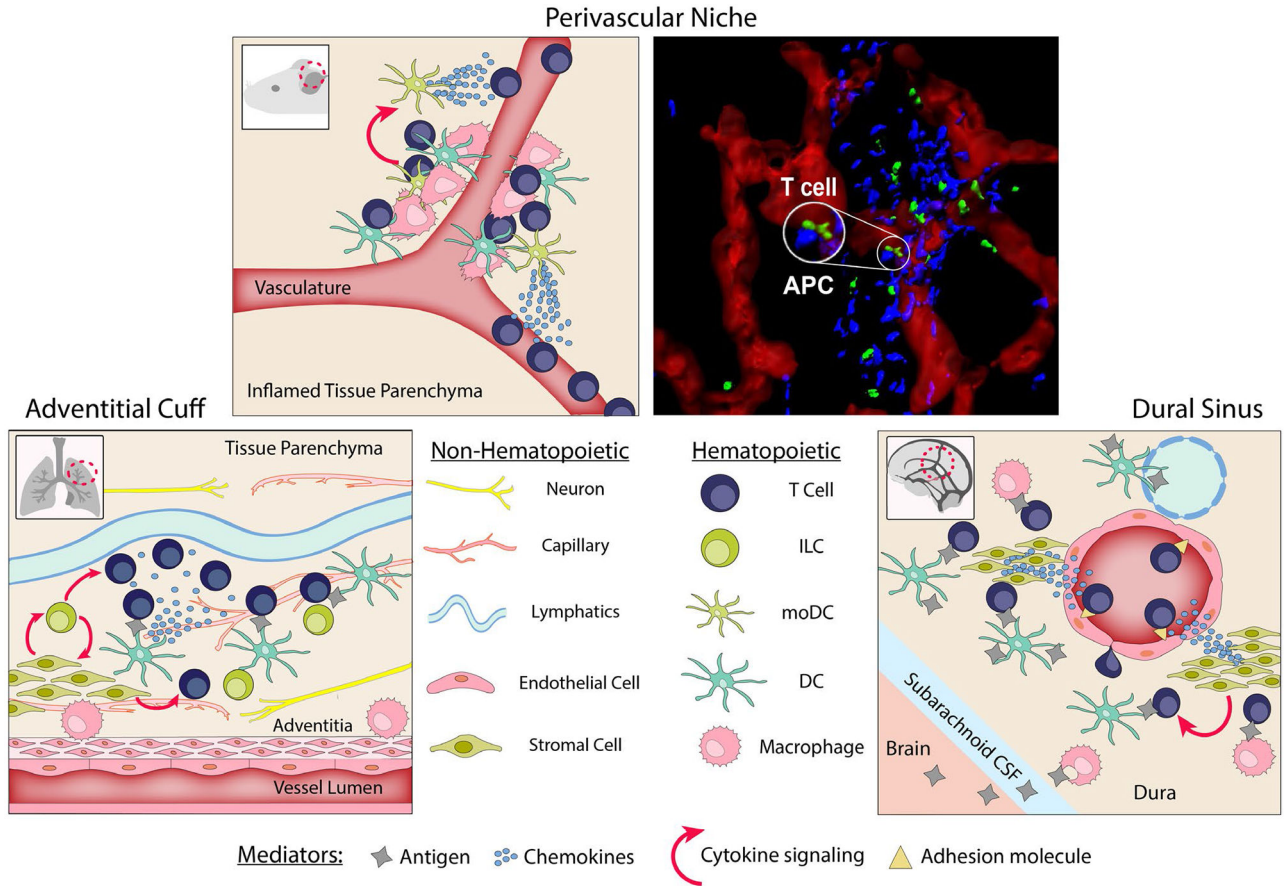 Perivascular Niche
Vasculature
Inflamed Tissue Parenchyma
T cell
APC
Adventitial Cuff
Tissue Parenchyma
Adventitia
Vessel Lumen
Non-Hematopoietic
Neuron
Capillary
Lymphatics
Endothelial Cell
Stromal Cell
Hematopoietic
T Cell
ILC
moDC
DC
Macrophage
Dural Sinus
Subarachnoid CSF
Brain
Dura
Mediators: Antigen Chemokines Cytokine signaling Adhesion molecule